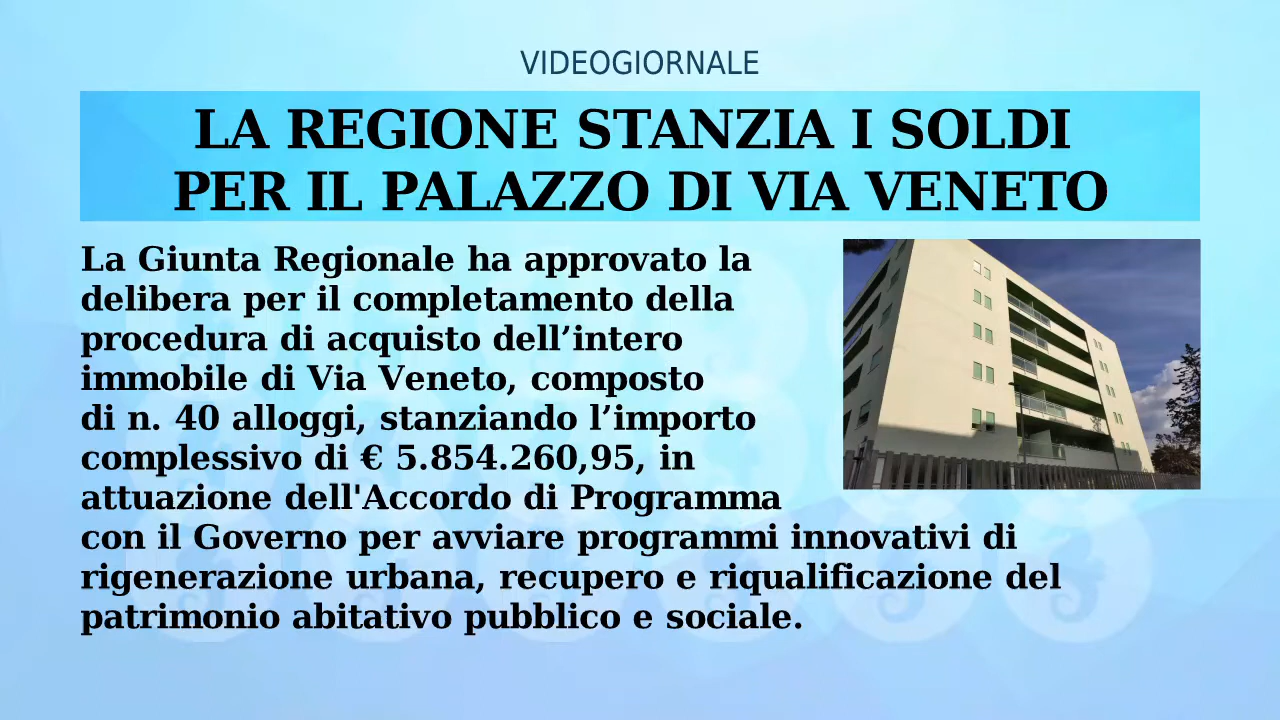 VIDEOGIORNALE
LA REGIONE STANZIA I SOLDI
PER IL PALAZZO DI VIA VENETO
La Giunta Regionale ha approvato la
delibera per il completamento della
procedura di acquisto dell’intero
immobile di Via Veneto, composto
di n. 40 alloggi, stanziando l’importo
complessivo di € 5.854.260,95, in
attuazione dell'Accordo di Programma
con il Governo per avviare programmi innovativi di
rigenerazione urbana, recupero e riqualificazione del
patrimonio abitativo pubblico e sociale.